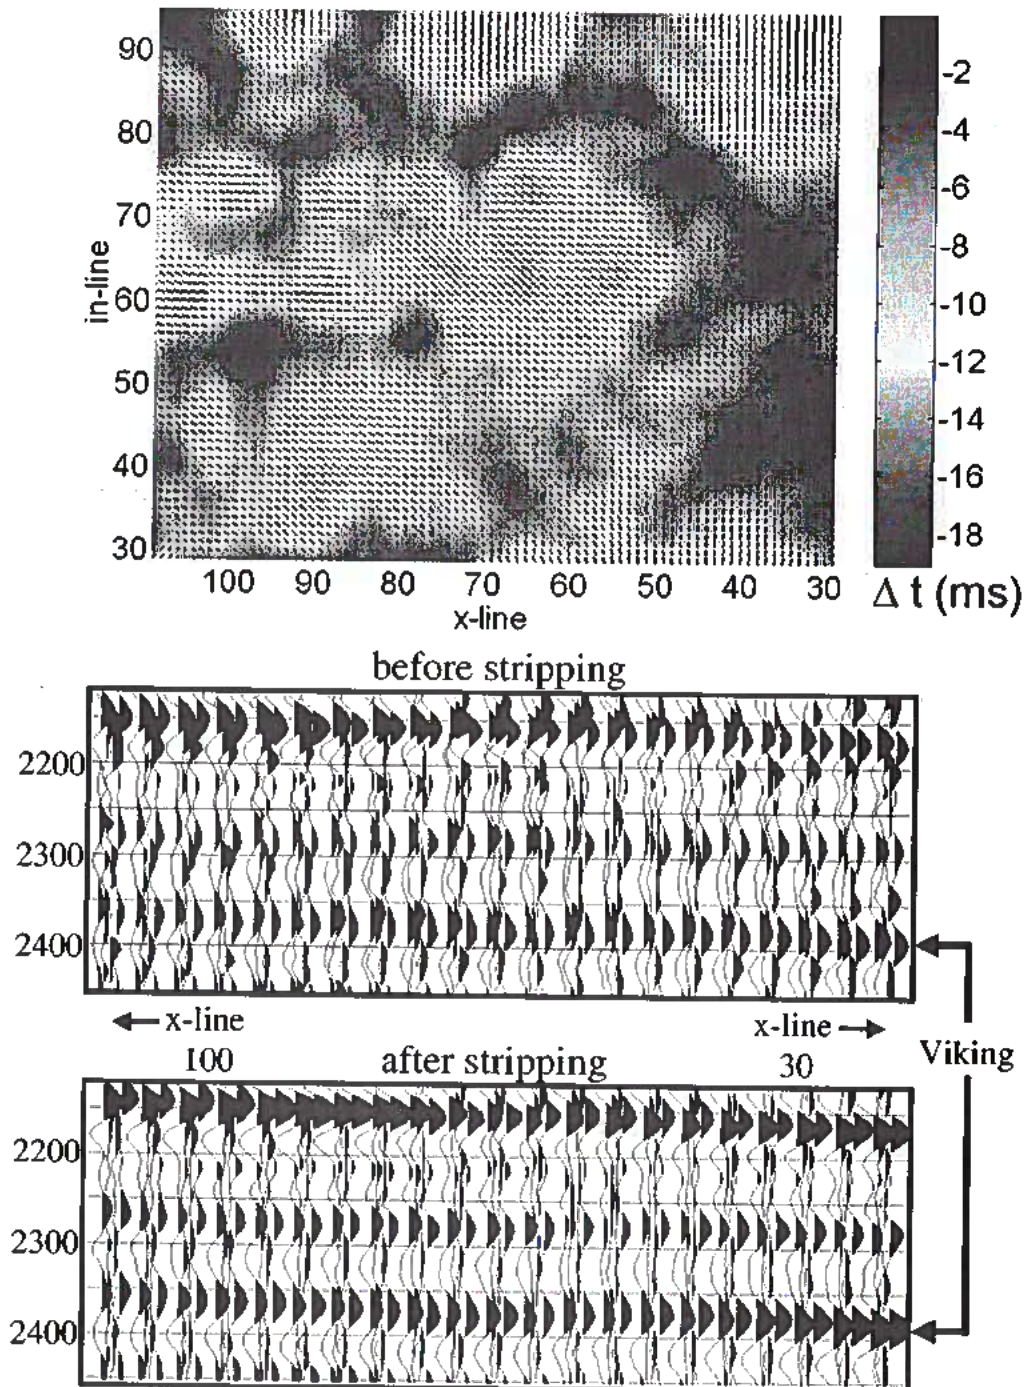 90
80
70
60
50
40
30
in-line
100 90 80 70 60 50 40 30
x-line
-2
-4
-6
-8
-10
-12
-14
-16
-18
Δ t (ms)
before stripping
2200
2300
2400
x-line x-line
Viking
100 after stripping 30
2200
2300
2400